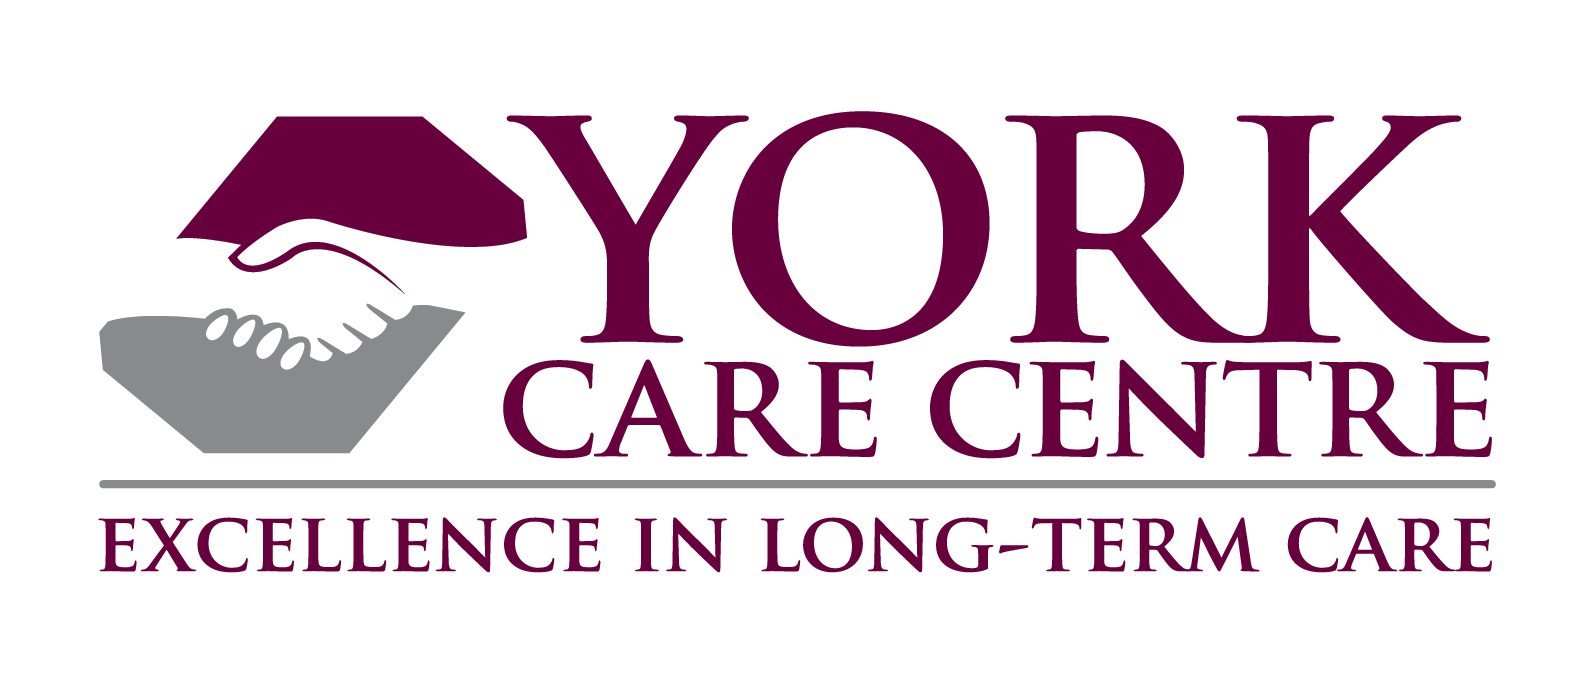 YORK
CARE CENTRE
EXCELLENCE IN LONG-TERM CARE